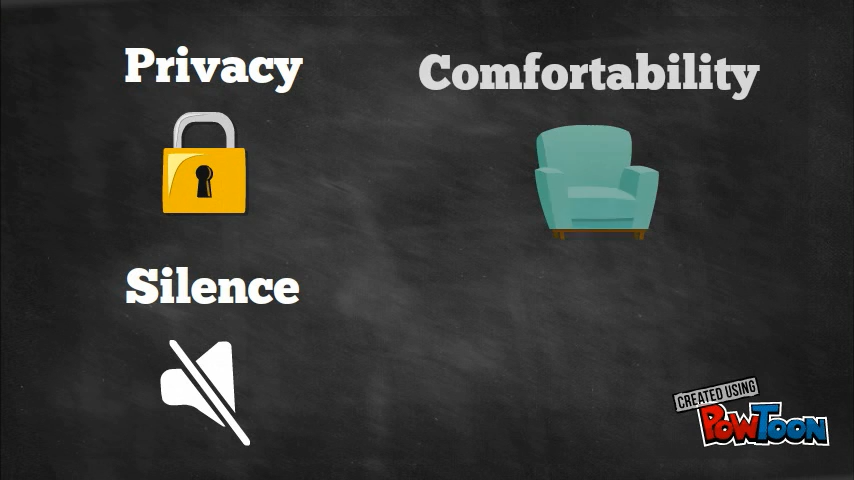 Privacy
Comfortability
Silence
CREATED USING
POWTOON